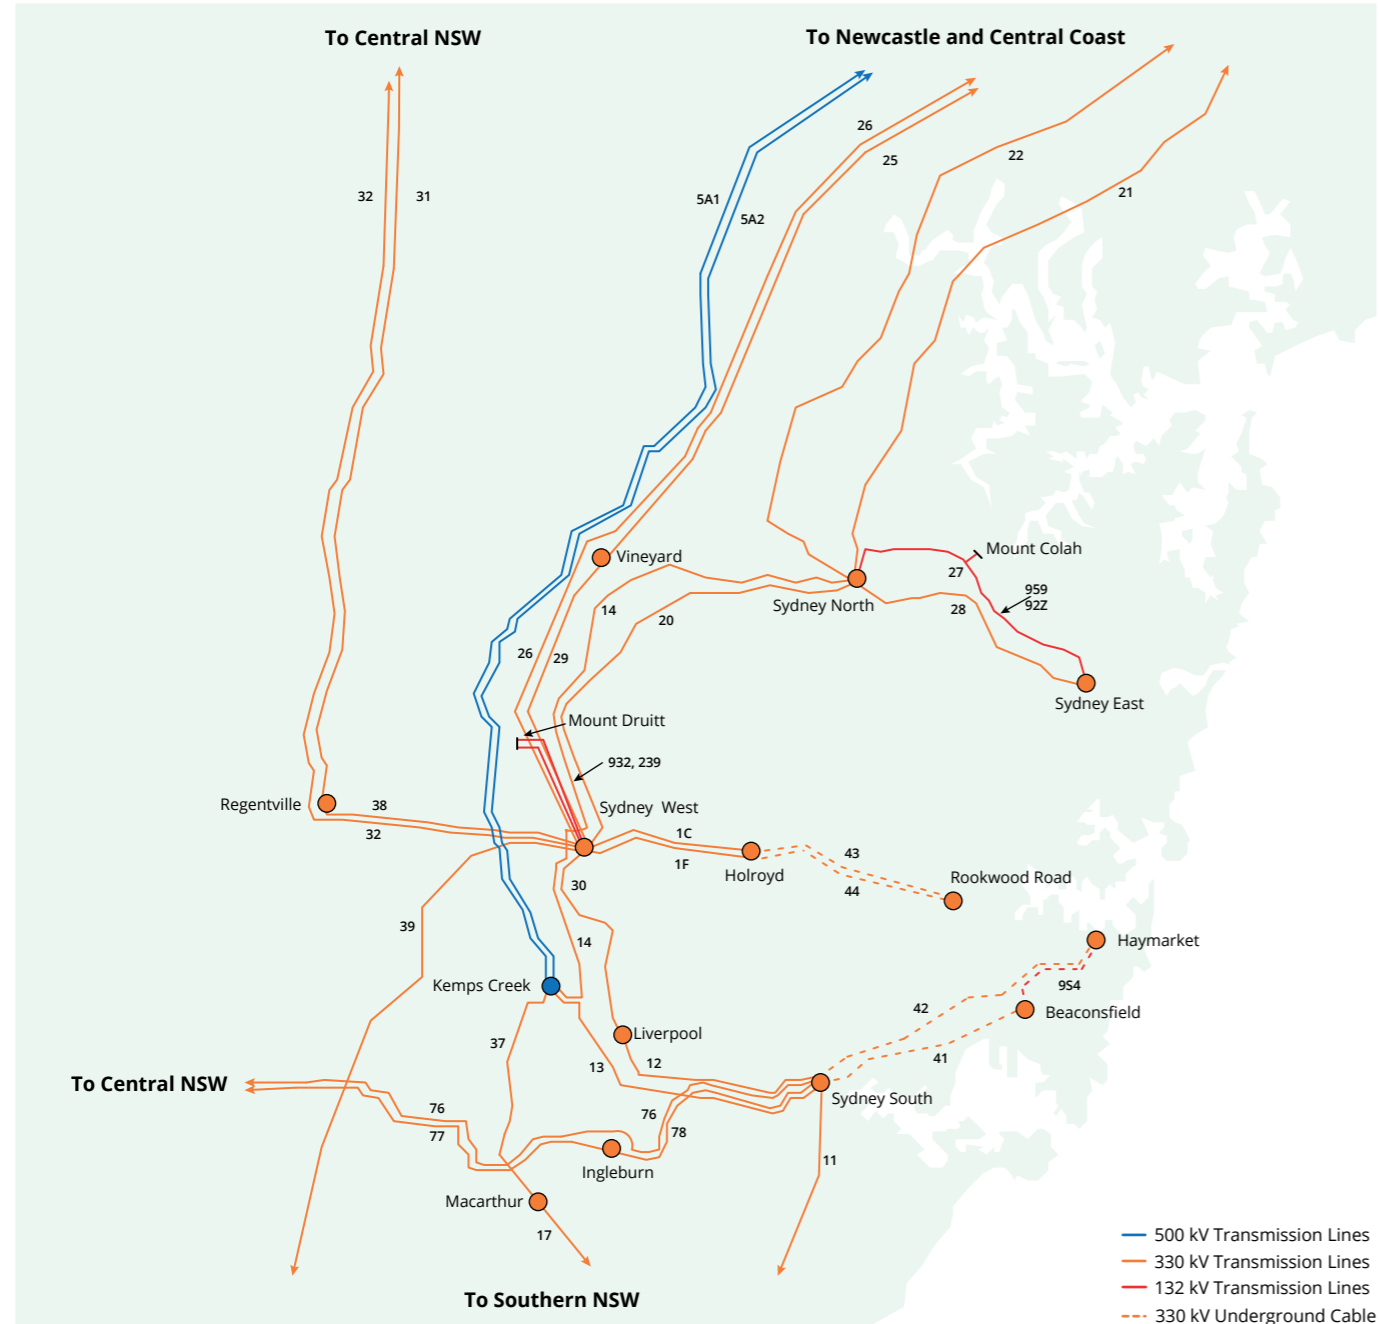 To Central NSW
To Newcastle and Central Coast
26
25
22
32
31
5A1
5A2
21
Vineyard
Mount Colah
27
959
92Z
Sydney North
28
14
20
26
29
Sydney East
Mount Druitt
932, 239
Regentville
38
32
Sydney West
1C
1F
Holroyd
43
44
Rookwood Road
30
39
14
Haymarket
9S4
Kemps Creek
42
Beaconsfield
Liverpool
37
13
12
41
To Central NSW
Sydney South
76
77
76
78
11
Ingleburn
Macarthur
17
To Southern NSW
500 kV Transmission Lines
330 kV Transmission Lines
132 kV Transmission Lines
330 kV Underground Cable